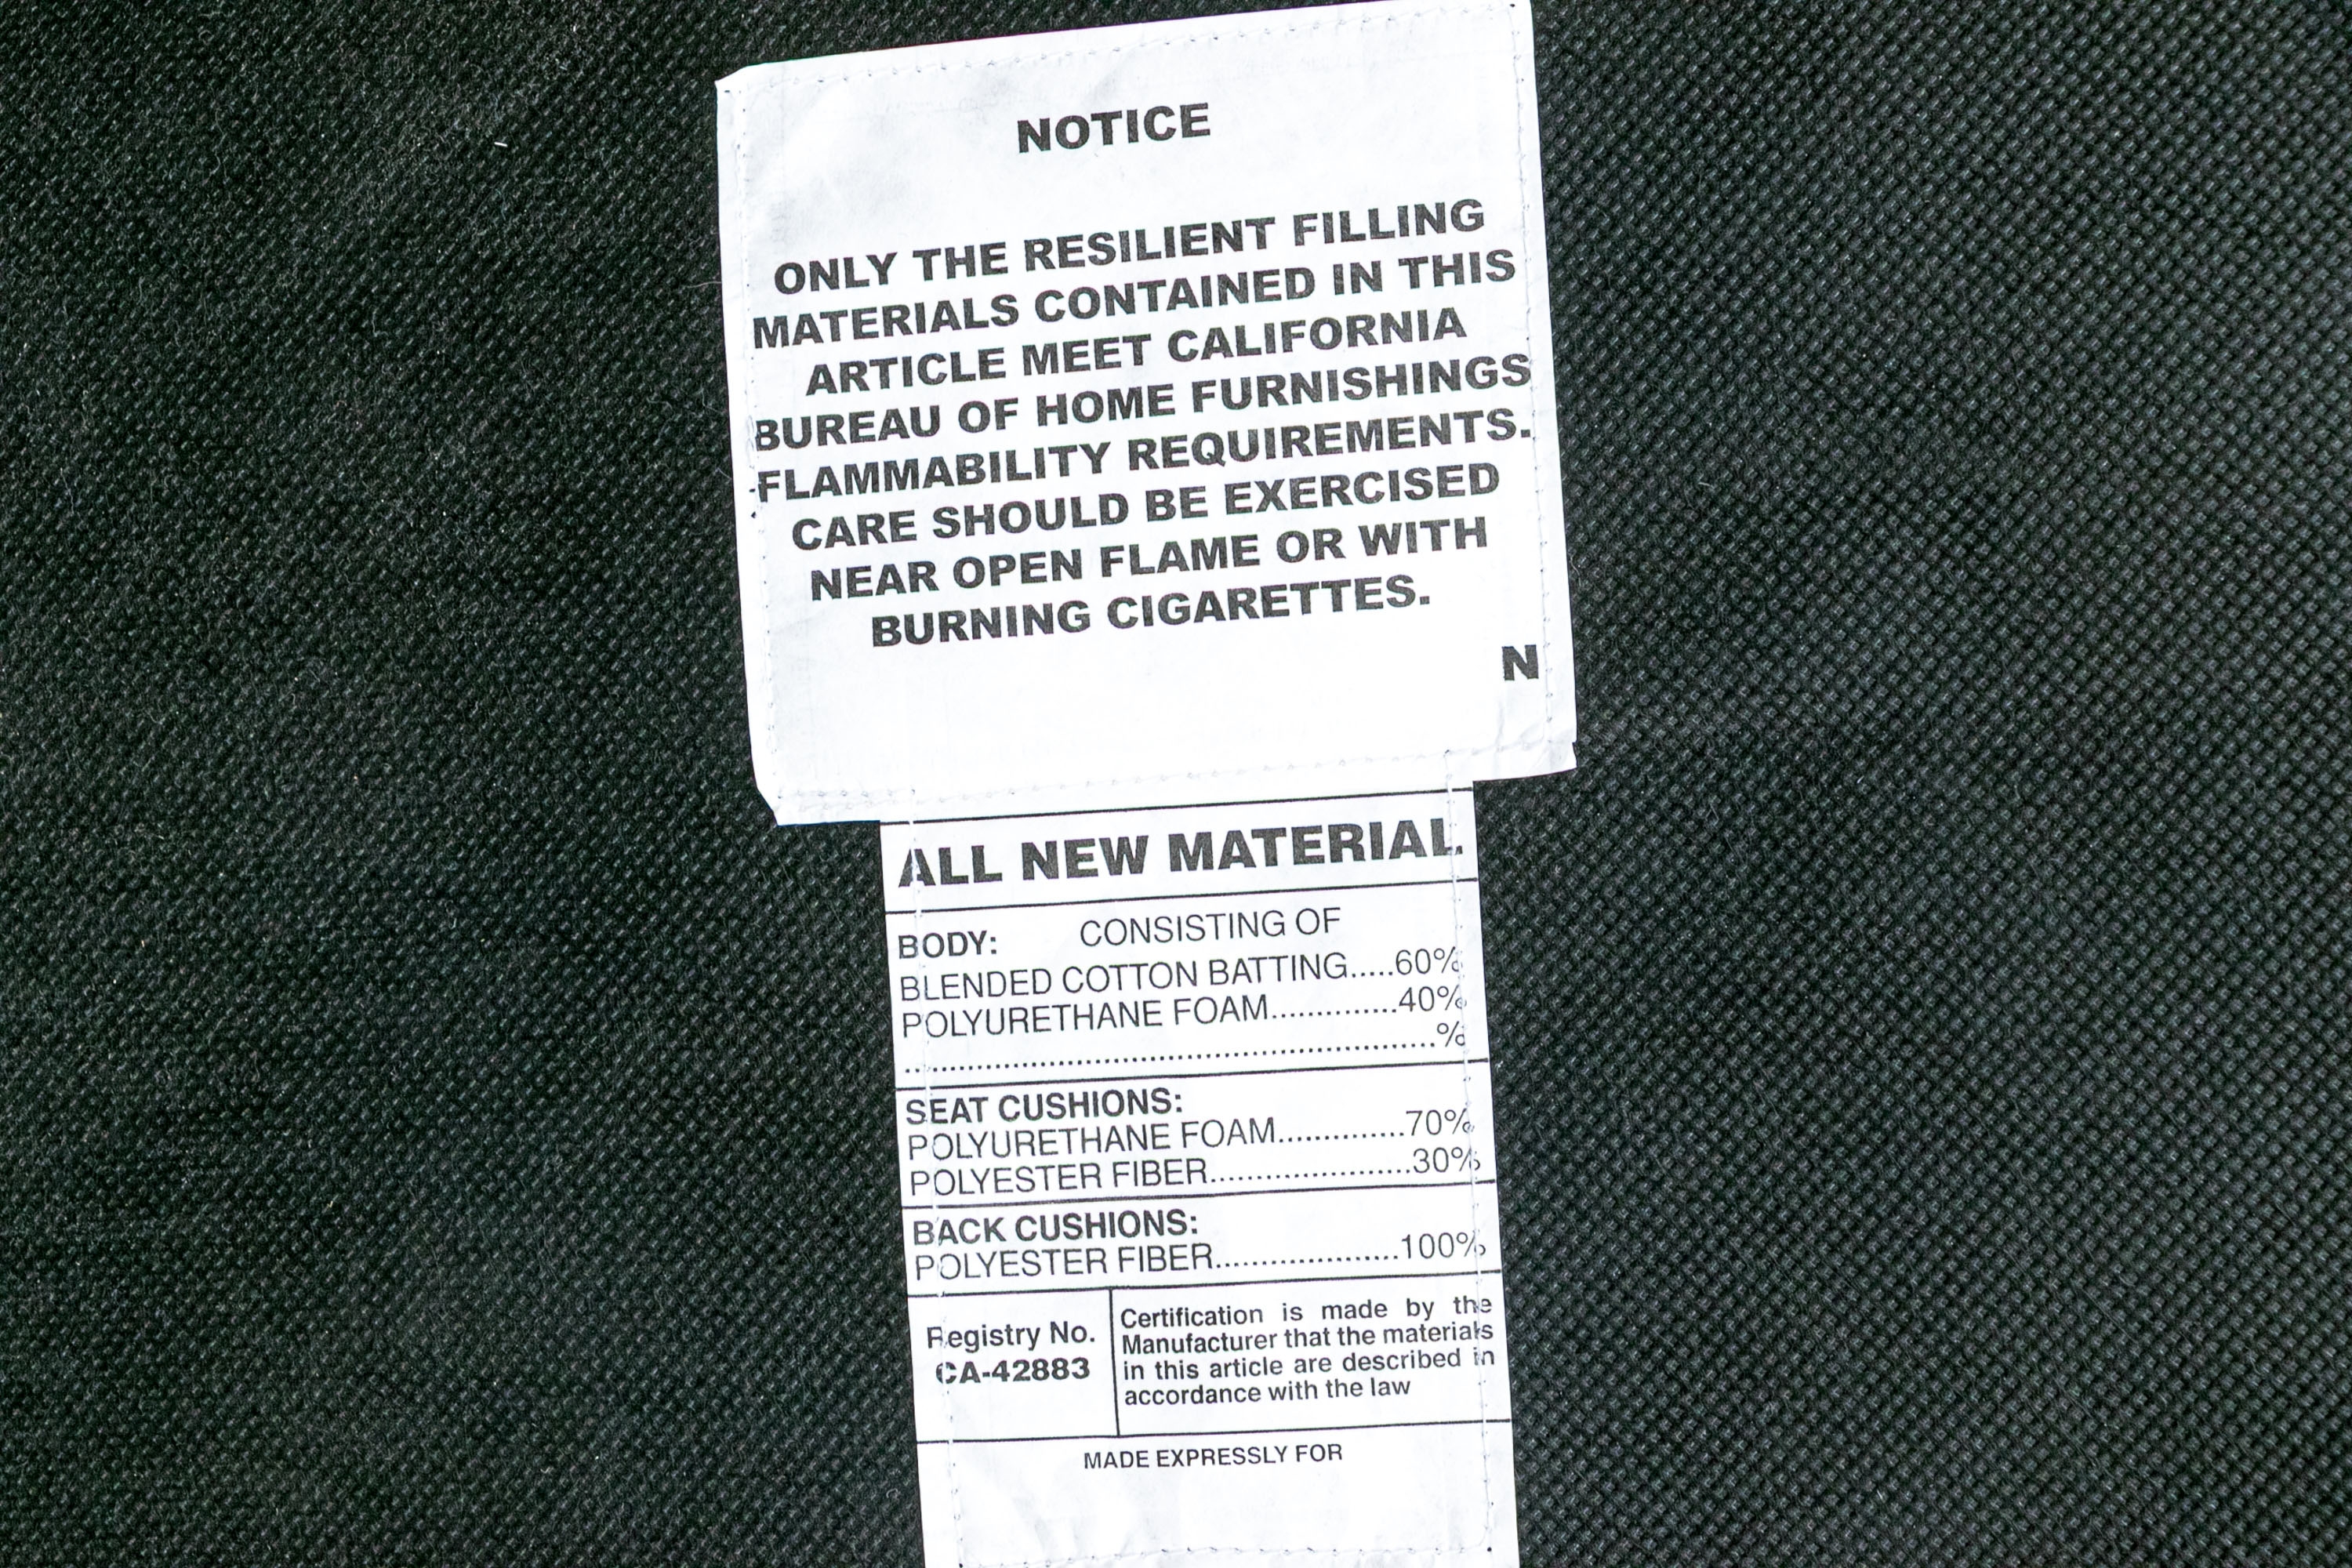 NOTICE
ONLY THE RESILIENT FILLING
MATERIALS CONTAINED IN THIS
ARTICLE MEET CALIFORNIA
BUREAU OF HOME FURNISHINGS
FLAMMABILITY REQUIREMENTS.
CARE SHOULD BE EXERCISED
NEAR OPEN FLAME OR WITH
BURNING CIGARETTES.
N
ALL NEW MATERIAL
BODY: CONSISTING OF
BLENDED COTTON BATTING.....60%
POLYURETHANE FOAM..............40%
..........................................................%
SEAT CUSHIONS:
POLYURETHANE FOAM..............70%
POLYESTER FIBER......................30%
BACK CUSHIONS:
POLYESTER FIBER....................100%
Registry No.
CA-42883
Certification is made by the
Manufacturer that the materials
in this article are described in
accordance with the law
MADE EXPRESSLY FOR